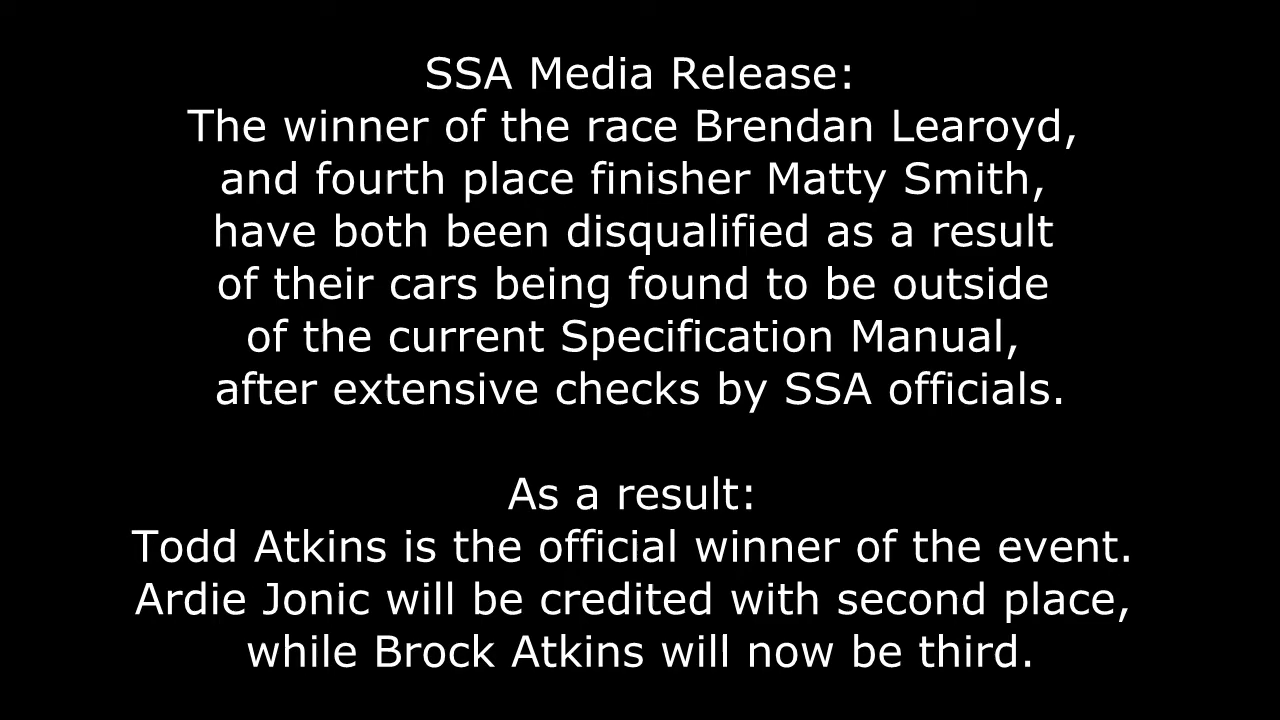 SSA Media Release:
The winner of the race Brendan Learoyd,
and fourth place finisher Matty Smith,
have both been disqualified as a result
of their cars being found to be outside
of the current Specification Manual,
after extensive checks by SSA officials.
As a result:
Todd Atkins is the official winner of the event.
Ardie Jonic will be credited with second place,
while Brock Atkins will now be third.